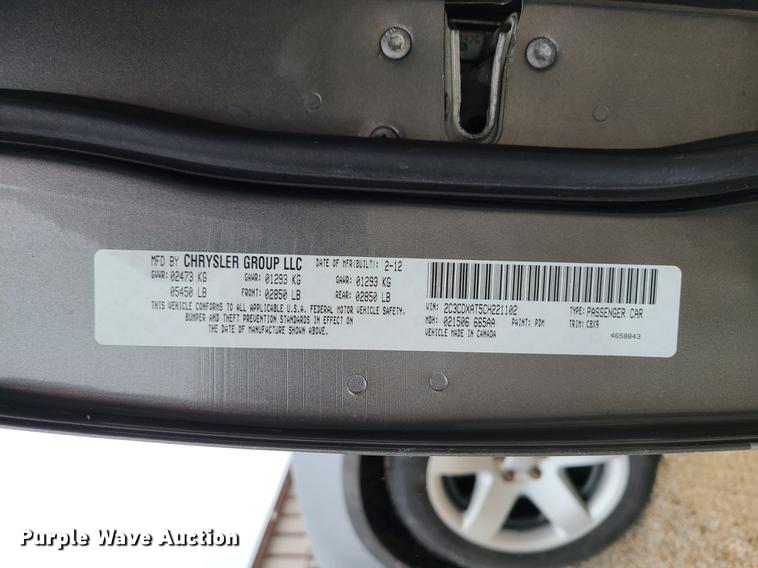 MFD BY CHRYSLER GROUP LLC DATE OF MFR(BUILT): 2-12
GVWR: 02473 KG GAWR: 01293 KG GAWR: 01293 KG
05450 LB FRONT: 02850 LB REAR: 02850 LB
THIS VEHICLE CONFORMS TO ALL APPLICABLE U.S.A. FEDERAL MOTOR VEHICLE SAFETY,
BUMPER AND THEFT PREVENTION STANDARDS IN EFFECT ON
THE DATE OF MANUFACTURE SHOWN ABOVE.
VIN: 2C3CDXAT5CH221102 TYPE: PASSENGER CAR
MDH: 021506 665AA PAINT: PDM TRIM: CBX9
VEHICLE MADE IN CANADA 4658843
Purple Wave Auction